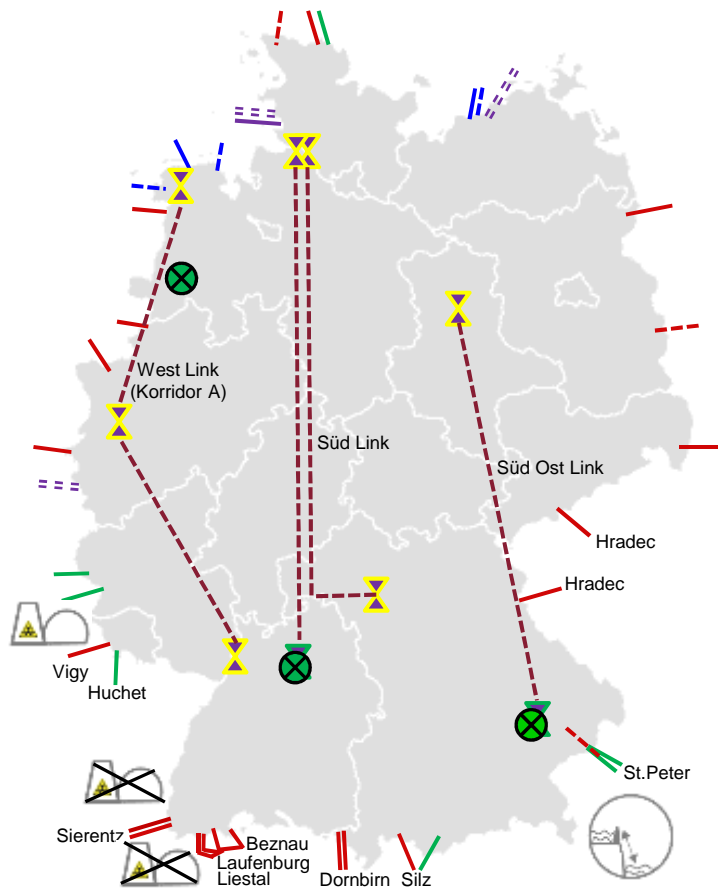 West Link
(Korridor A)
Süd Link
Süd Ost Link
Hradec
Hradec
Vigy
Huchet
St.Peter
Sierentz
Beznau
Laufenburg
Liestal
Dornbirn
Silz